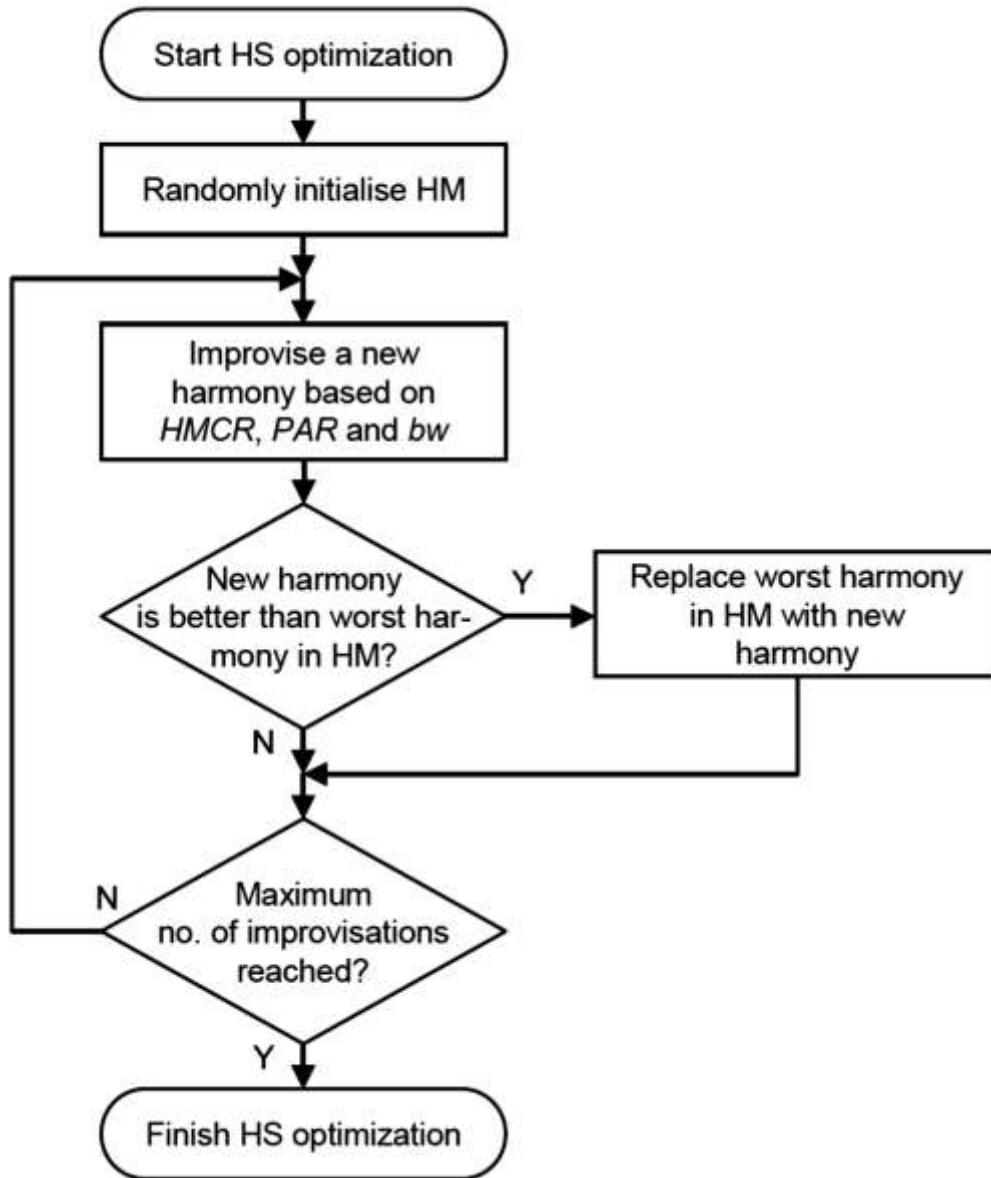 Start HS optimization
Randomly initialise HM
Improvise a new
harmony based on
HMCR, PAR and bw
New harmony
is better than worst har-
mony in HM?
Y
Replace worst harmony
in HM with new
harmony
N
N
Maximum
no. of improvisations
reached?
Y
Finish HS optimization